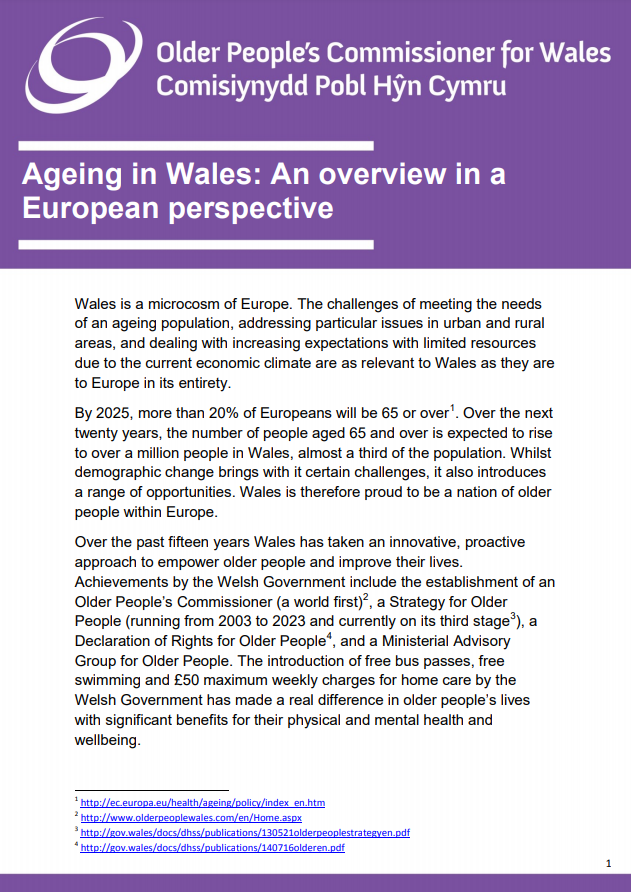 Older People's Commissioner for Wales
Comisiynydd Pobl Hŷn Cymru
Ageing in Wales: An overview in a
European perspective
Wales is a microcosm of Europe. The challenges of meeting the needs
of an ageing population, addressing particular issues in urban and rural
areas, and dealing with increasing expectations with limited resources
due to the current economic climate are as relevant to Wales as they are
to Europe in its entirety.
By 2025, more than 20% of Europeans will be 65 or over¹. Over the next
twenty years, the number of people aged 65 and over is expected to rise
to over a million people in Wales, almost a third of the population. Whilst
demographic change brings with it certain challenges, it also introduces
a range of opportunities. Wales is therefore proud to be a nation of older
people within Europe.
Over the past fifteen years Wales has taken an innovative, proactive
approach to empower older people and improve their lives.
Achievements by the Welsh Government include the establishment of an
Older People's Commissioner (a world first)², a Strategy for Older
People (running from 2003 to 2023 and currently on its third stage³), a
Declaration of Rights for Older People⁴, and a Ministerial Advisory
Group for Older People. The introduction of free bus passes, free
swimming and £50 maximum weekly charges for home care by the
Welsh Government has made a real difference in older people's lives
with significant benefits for their physical and mental health and
wellbeing.
¹ http://ec.europa.eu/health/ageing/policy/index_en.htm
² http://www.olderpeoplewales.com/en/Home.aspx
³ http://gov.wales/docs/dhss/publications/130521olderpeoplestrategyen.pdf
⁴ http://gov.wales/docs/dhss/publications/140716olderen.pdf
1